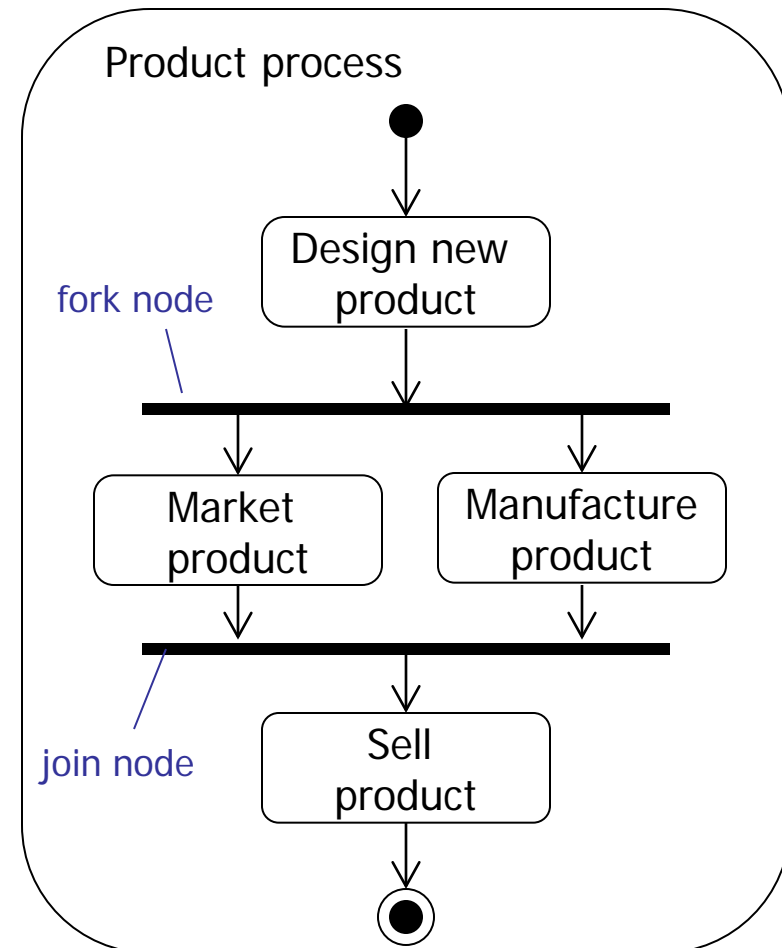 Product process
Design new
product
fork node
Market
product
Manufacture
product
join node
Sell
product